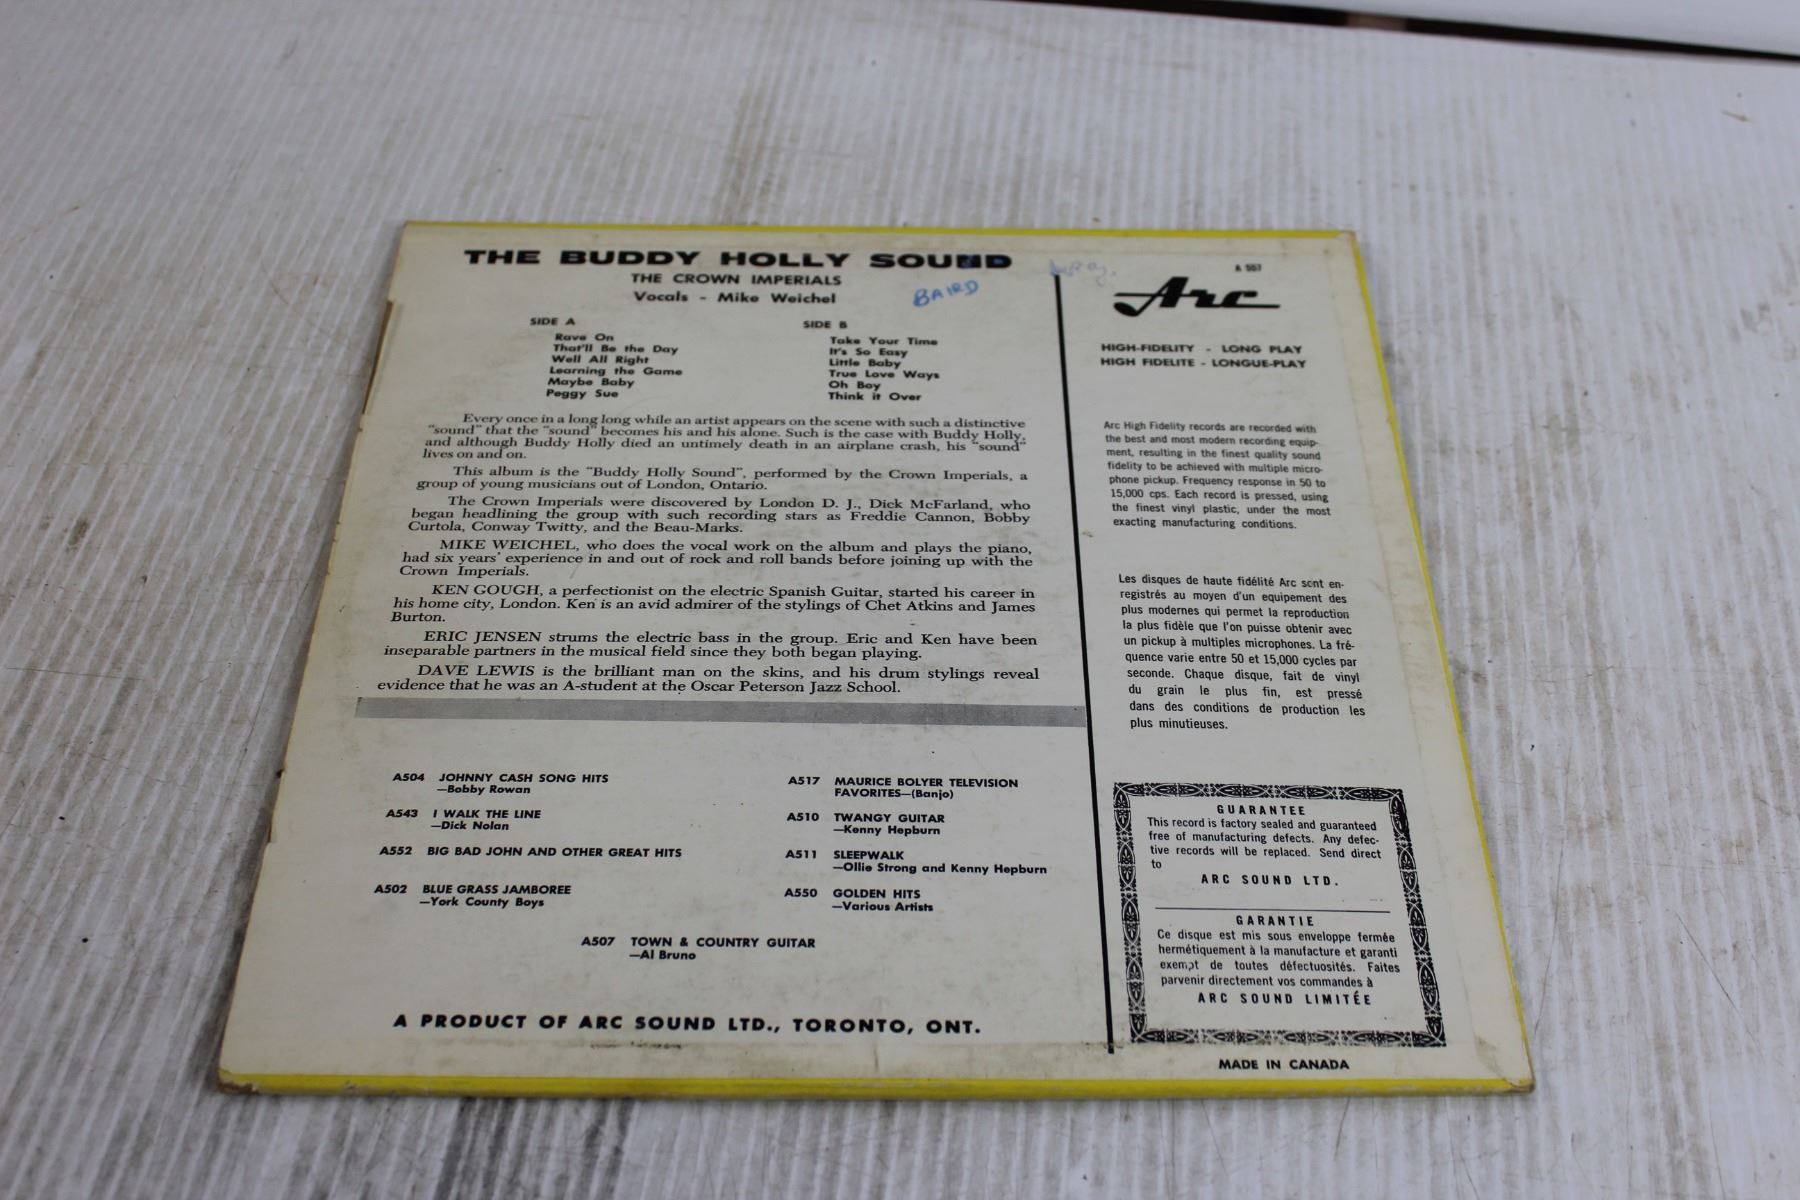 THE BUDDY HOLLY SOUND
THE CROWN IMPERIALS
Vocals - Mike Weichel
BAIRD
SIDE A
Rave On
That'll Be the Day
Well All Right
Learning the Game
Maybe Baby
Peggy Sue
SIDE B
Take Your Time
It's So Easy
Little Baby
True Love Ways
Oh Boy
Think it Over
Every once in a long long while an artist appears on the scene with such a distinctive
"sound" that the "sound" becomes his and his alone. Such is the case with Buddy Holly,
and although Buddy Holly died an untimely death in an airplane crash, his "sound"
lives on and on.
This album is the "Buddy Holly Sound", performed by the Crown Imperials, a
group of young musicians out of London, Ontario.
The Crown Imperials were discovered by London D. J., Dick McFarland, who
began headlining the group with such recording stars as Freddie Cannon, Bobby
Curtola, Conway Twitty, and the Beau-Marks.
MIKE WEICHEL, who does the vocal work on the album and plays the piano,
had six years' experience in and out of rock and roll bands before joining up with the
Crown Imperials.
KEN GOUGH, a perfectionist on the electric Spanish Guitar, started his career in
his home city, London. Ken is an avid admirer of the stylings of Chet Atkins and James
Burton.
ERIC JENSEN strums the electric bass in the group. Eric and Ken have been
inseparable partners in the musical field since they both began playing.
DAVE LEWIS is the brilliant man on the skins, and his drum stylings reveal
evidence that he was an A-student at the Oscar Peterson Jazz School.
A504 JOHNNY CASH SONG HITS
—Bobby Rowan
A543 I WALK THE LINE
—Dick Nolan
A552 BIG BAD JOHN AND OTHER GREAT HITS
A502 BLUE GRASS JAMBOREE
—York County Boys
A517 MAURICE BOLYER TELEVISION
FAVORITES—(Banjo)
A510 TWANGY GUITAR
—Kenny Hepburn
A511 SLEEPWALK
—Ollie Strong and Kenny Hepburn
A550 GOLDEN HITS
—Various Artists
A507 TOWN & COUNTRY GUITAR
—Al Bruno
A PRODUCT OF ARC SOUND LTD., TORONTO, ONT.
A 557
Arc
HIGH-FIDELITY - LONG PLAY
HIGH FIDELITE - LONGUE-PLAY
Arc High Fidelity records are recorded with
the best and most modern recording equip-
ment, resulting in the finest quality sound
fidelity to be achieved with multiple micro-
phone pickup. Frequency response in 50 to
15,000 cps. Each record is pressed, using
the finest vinyl plastic, under the most
exacting manufacturing conditions.
Les disques de haute fidélité Arc sont en-
registrés au moyen d'un equipement des
plus modernes qui permet la reproduction
la plus fidèle que l'on puisse obtenir avec
un pickup à multiples microphones. La fré-
quence varie entre 50 et 15,000 cycles par
seconde. Chaque disque, fait de vinyl
du grain le plus fin, est pressé
dans des conditions de production les
plus minutieuses.
GUARANTEE
This record is factory sealed and guaranteed
free of manufacturing defects. Any defec-
tive records will be replaced. Send direct
to
ARC SOUND LTD.
GARANTIE
Ce disque est mis sous enveloppe fermée
hermétiquement à la manufacture et garanti
exempt de toutes défectuosités. Faites
parvenir directement vos commandes à
ARC SOUND LIMITÉE
MADE IN CANADA